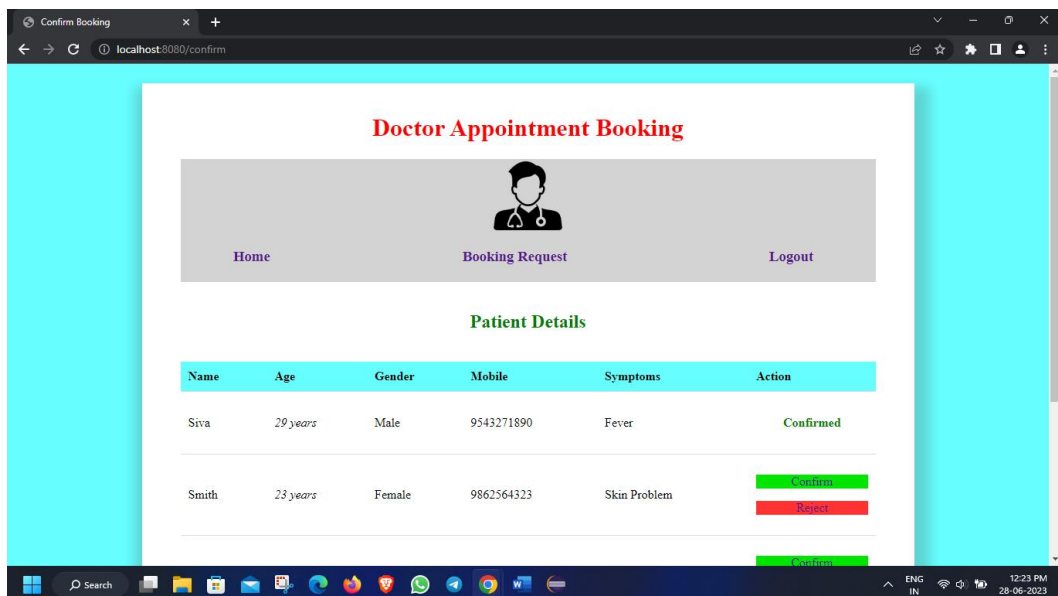 Confirm Booking
localhost:8080/confirm
Doctor Appointment Booking
Home Booking Request Logout
Patient Details
Name Age Gender Mobile Symptoms Action
Siva 29 years Male 9543271890 Fever Confirmed
Smith 23 years Female 9862564323 Skin Problem Confirm
Reject
Confirm
Search ENG 12:23 PM
IN 28-06-2023